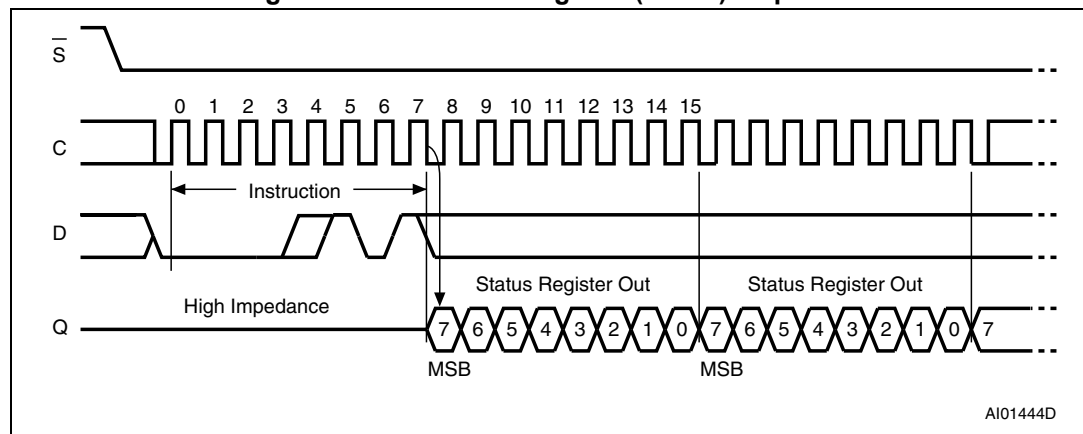 S
0 1 2 3 4 5 6 7 8 9 10 11 12 13 14 15
C
Instruction
D
Status Register Out Status Register Out
High Impedance
Q 7 6 5 4 3 2 1 0 7 6 5 4 3 2 1 0 7
MSB MSB
AI01444D